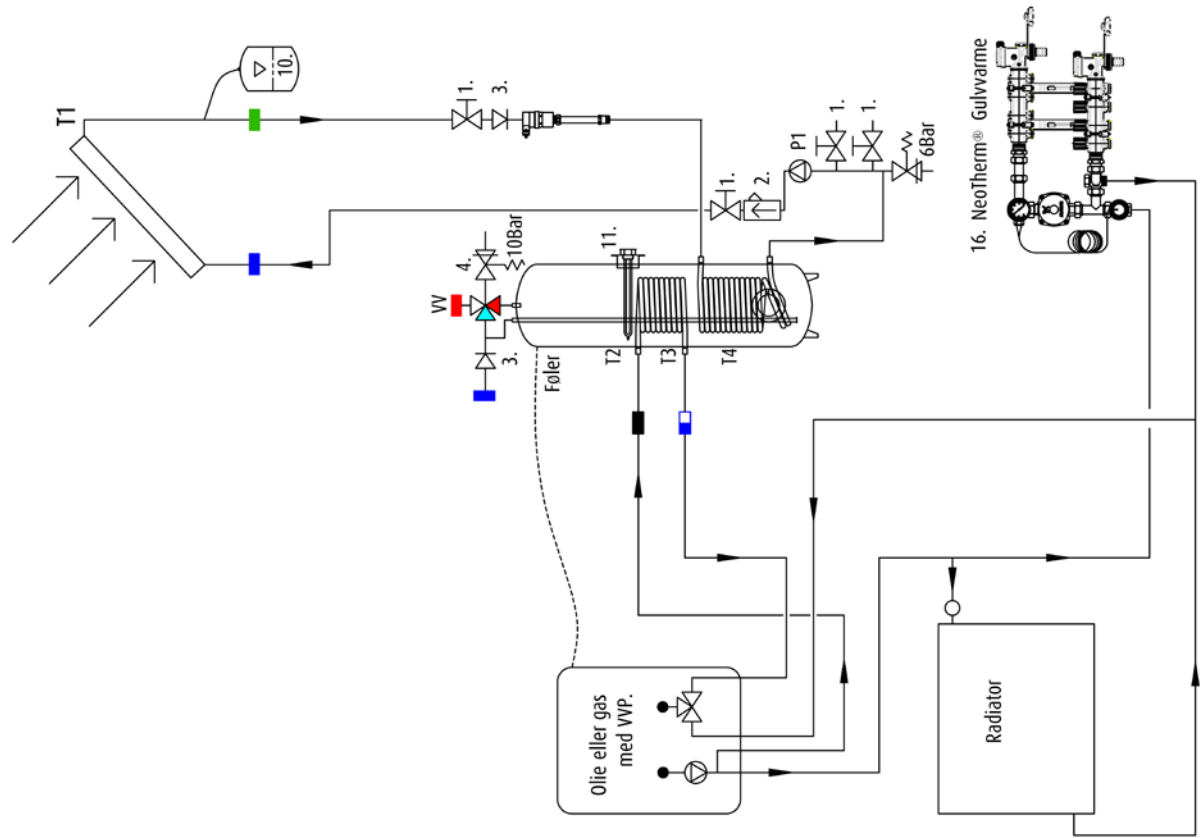 T1
10.
1.
3.
1.
2.
P1
1.
1.
6Bar
VV
4.
10Bar
3.
11.
Føler
T2
T3
T4
16. NeoTherm® Gulvvarme
Olie eller gas
med VVP.
Radiator